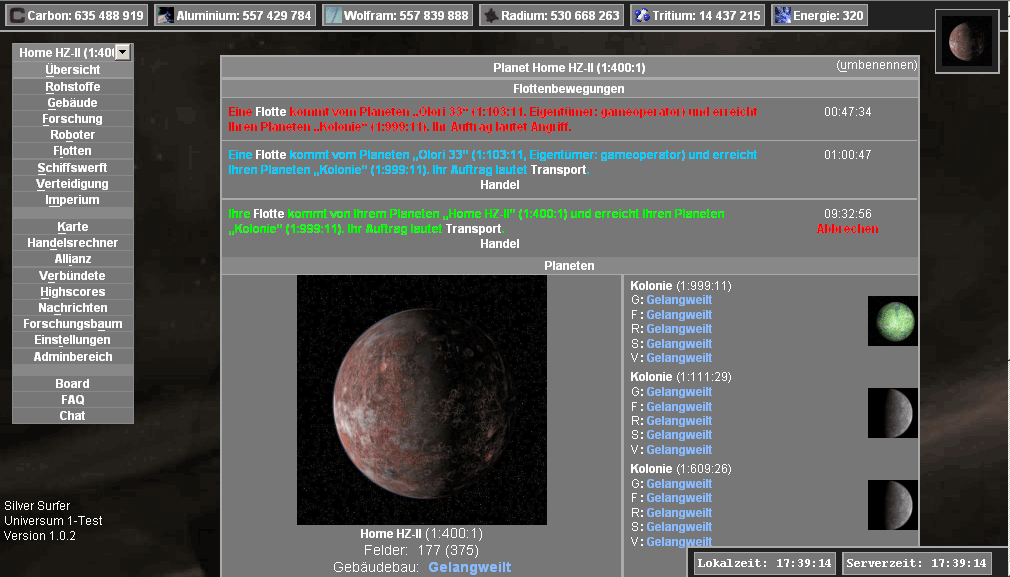 Carbon: 635 488 919 Aluminium: 557 429 784 Wolfram: 557 839 888 Radium: 530 668 263 Tritium: 14 437 215 Energie: 320
Home HZ-II (1:400
Übersicht
Rohstoffe
Gebäude
Forschung
Roboter
Flotten
Schiffswerft
Verteidigung
Imperium
Karte
Handelsrechner
Allianz
Verbündete
Highscores
Nachrichten
Forschungsbaum
Einstellungen
Adminbereich
Board
FAQ
Chat
Silver Surfer
Universum 1-Test
Version 1.0.2
Planet Home HZ-II (1:400:1) (umbenennen)
Flottenbewegungen
Eine Flotte kommt vom Planeten „Olori 33“ (1:103:11, Eigentümer: gameoperator) und erreicht 00:47:34
Ihren Planeten „Kolonie“ (1:999:11). Ihr Auftrag lautet Angriff.
Eine Flotte kommt vom Planeten „Olori 33“ (1:103:11, Eigentümer: gameoperator) und erreicht 01:00:47
Ihren Planeten „Kolonie“ (1:999:11). Ihr Auftrag lautet Transport.
Handel
Ihre Flotte kommt von Ihrem Planeten „Home HZ-II“ (1:400:1) und erreicht Ihren Planeten 09:32:56
„Kolonie“ (1:999:11). Ihr Auftrag lautet Transport. Abbrechen
Handel
Planeten
Home HZ-II (1:400:1)
Felder: 177 (375)
Gebäudebau: Gelangweilt
Kolonie (1:999:11)
G: Gelangweilt
F: Gelangweilt
R: Gelangweilt
S: Gelangweilt
V: Gelangweilt
Kolonie (1:111:29)
G: Gelangweilt
F: Gelangweilt
R: Gelangweilt
S: Gelangweilt
V: Gelangweilt
Kolonie (1:609:26)
G: Gelangweilt
F: Gelangweilt
R: Gelangweilt
S: Gelangweilt
V: Gelangweilt
Lokalzeit: 17:39:14 Serverzeit: 17:39:14